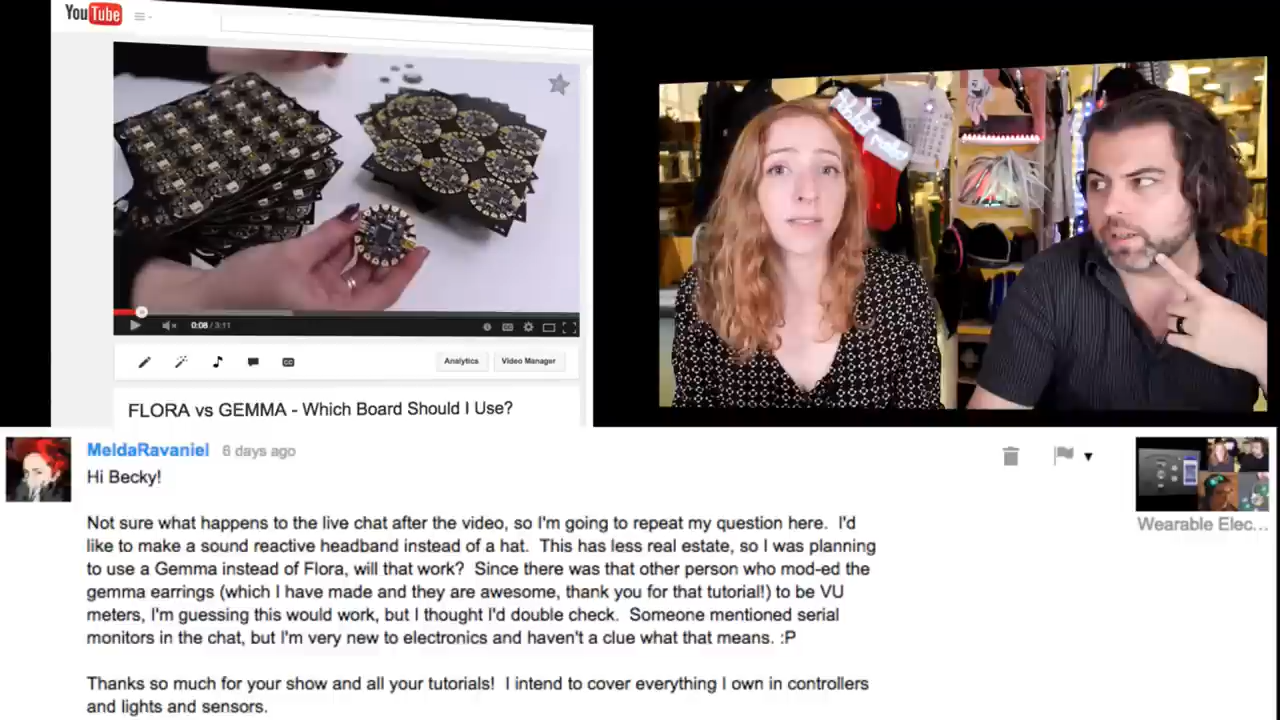 YouTube
0:08 / 3:11
Analytics
Video Manager
FLORA vs GEMMA - Which Board Should I Use?
MeldaRavaniel 6 days ago
Hi Becky!
Not sure what happens to the live chat after the video, so I'm going to repeat my question here. I'd
like to make a sound reactive headband instead of a hat. This has less real estate, so I was planning
to use a Gemma instead of Flora, will that work? Since there was that other person who mod-ed the
gemma earrings (which I have made and they are awesome, thank you for that tutorial!) to be VU
meters, I'm guessing this would work, but I thought I'd double check. Someone mentioned serial
monitors in the chat, but I'm very new to electronics and haven't a clue what that means. :P
Thanks so much for your show and all your tutorials! I intend to cover everything I own in controllers
and lights and sensors.
Wearable Elec...